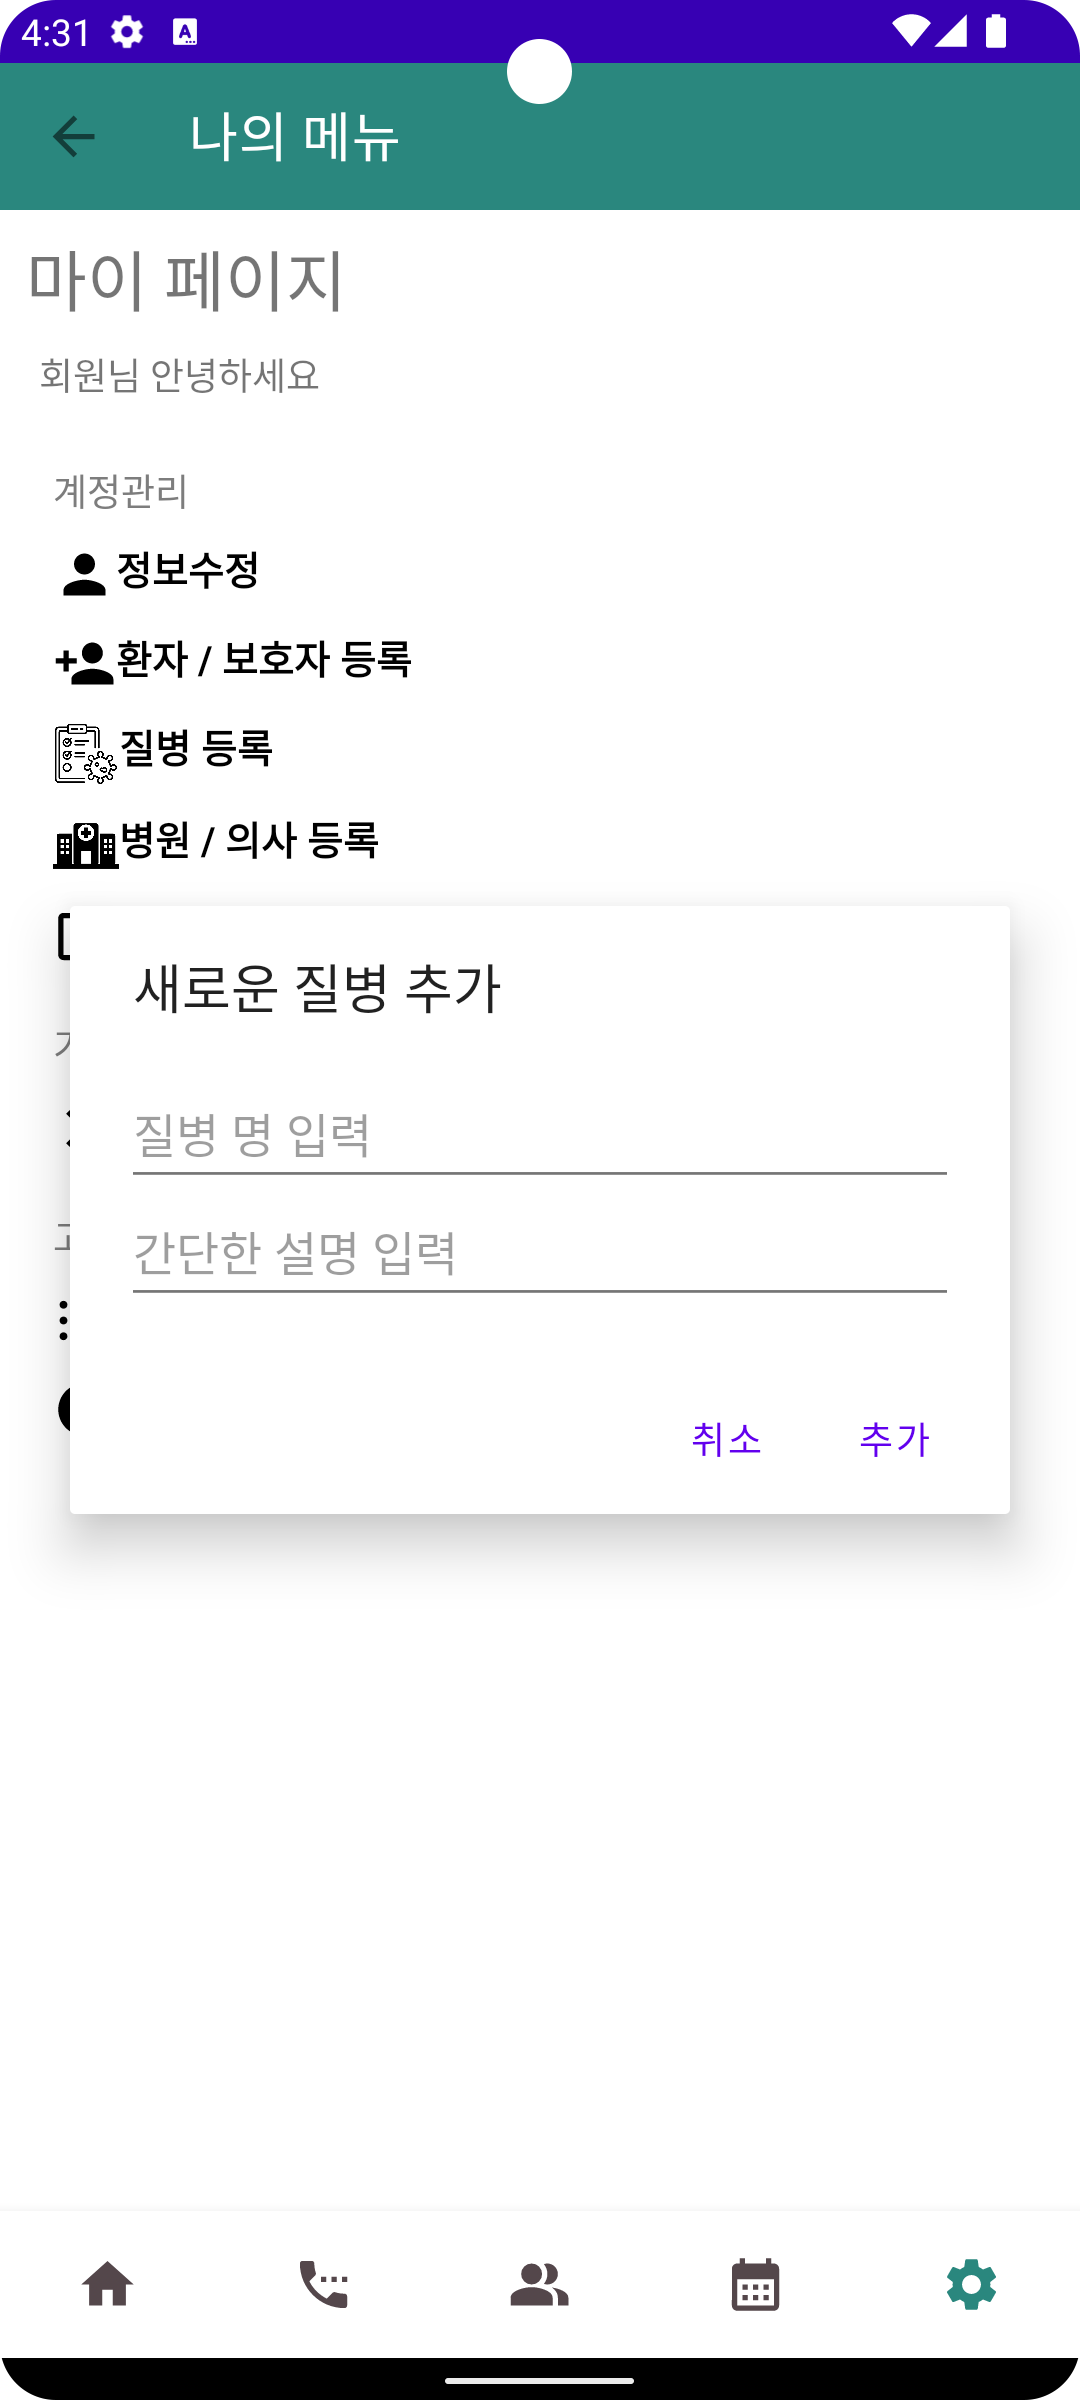 4:31
나의 메뉴
마이 페이지
회원님 안녕하세요
계정관리
정보수정
환자 / 보호자 등록
질병 등록
병원 / 의사 등록
새로운 질병 추가
질병 명 입력
간단한 설명 입력
취소
추가